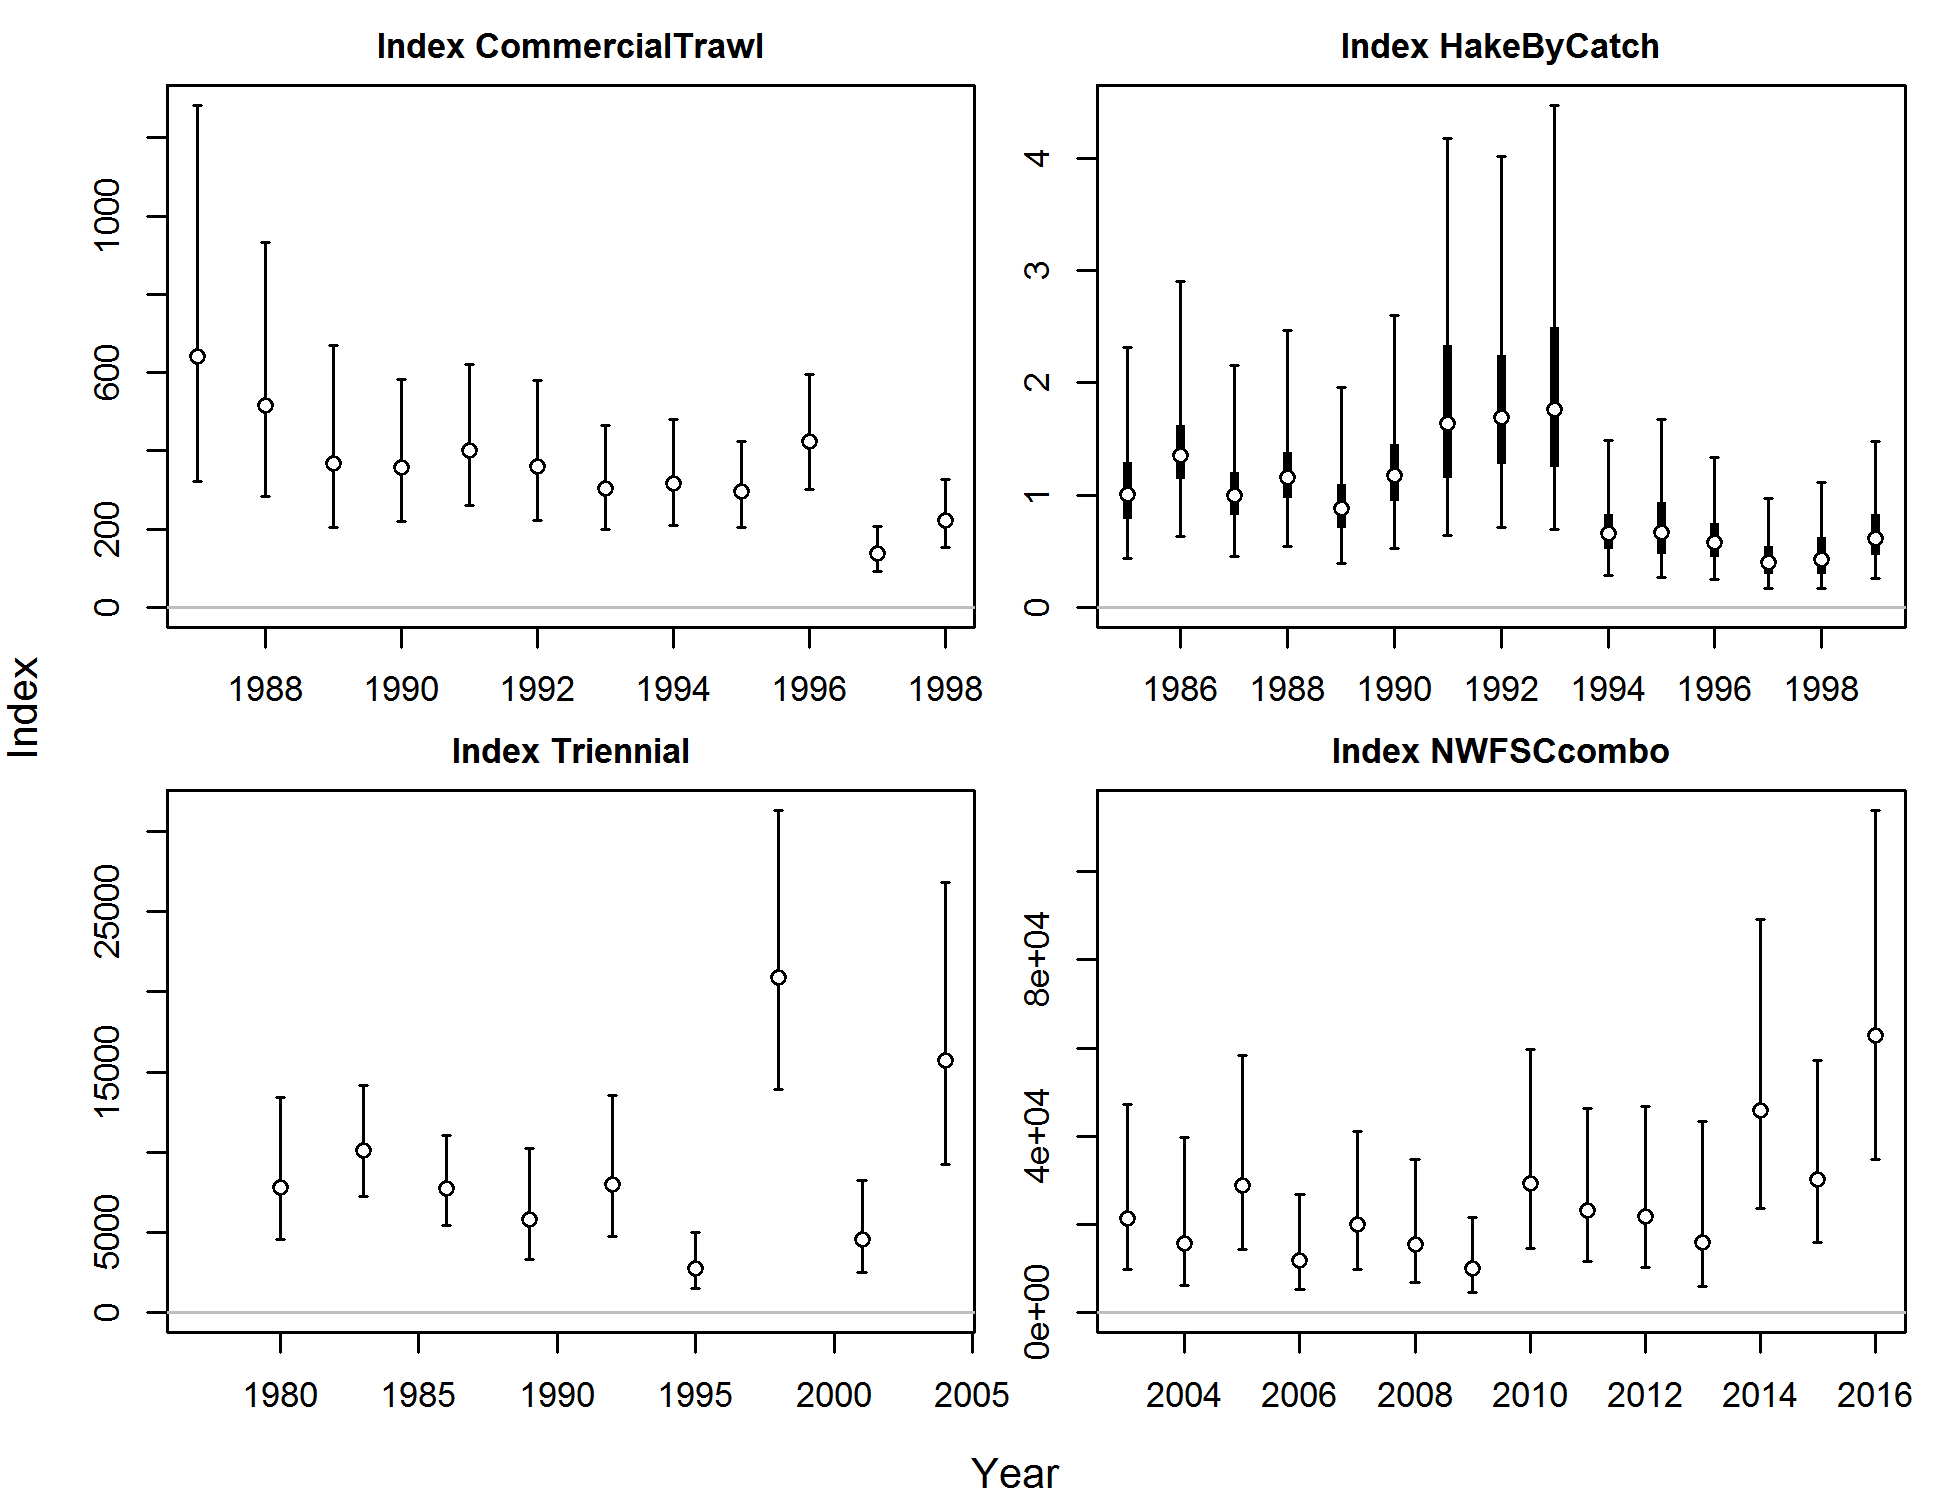 Index CommercialTrawl
0
200
600
1000
1988 1990 1992 1994 1996 1998
Index HakeByCatch
0
1
2
3
4
1986 1988 1990 1992 1994 1996 1998
Index Triennial
0
5000
15000
25000
1980 1985 1990 1995 2000 2005
Index NWFSCcombo
0e+00
4e+04
8e+04
2004 2006 2008 2010 2012 2014 2016
Index
Year